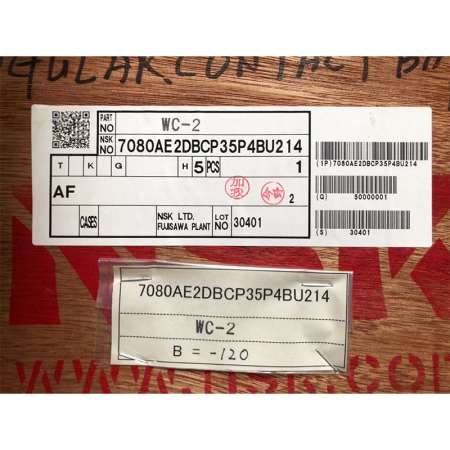 GULAR CONTACT B
PART NO WC-2
NSK NO 7080AE2DBCP35P4BU214
T K G H 5 PCS 1
AF
2
CASES NSK LTD. FUJISAWA PLANT LOT NO 30401
(1P)7080AE2DBCP35P4BU214
(Q) 50000001
(S) 30401
NSK
7080AE2DBCP35P4BU214
WC-2
B = -120
www.nsk.com